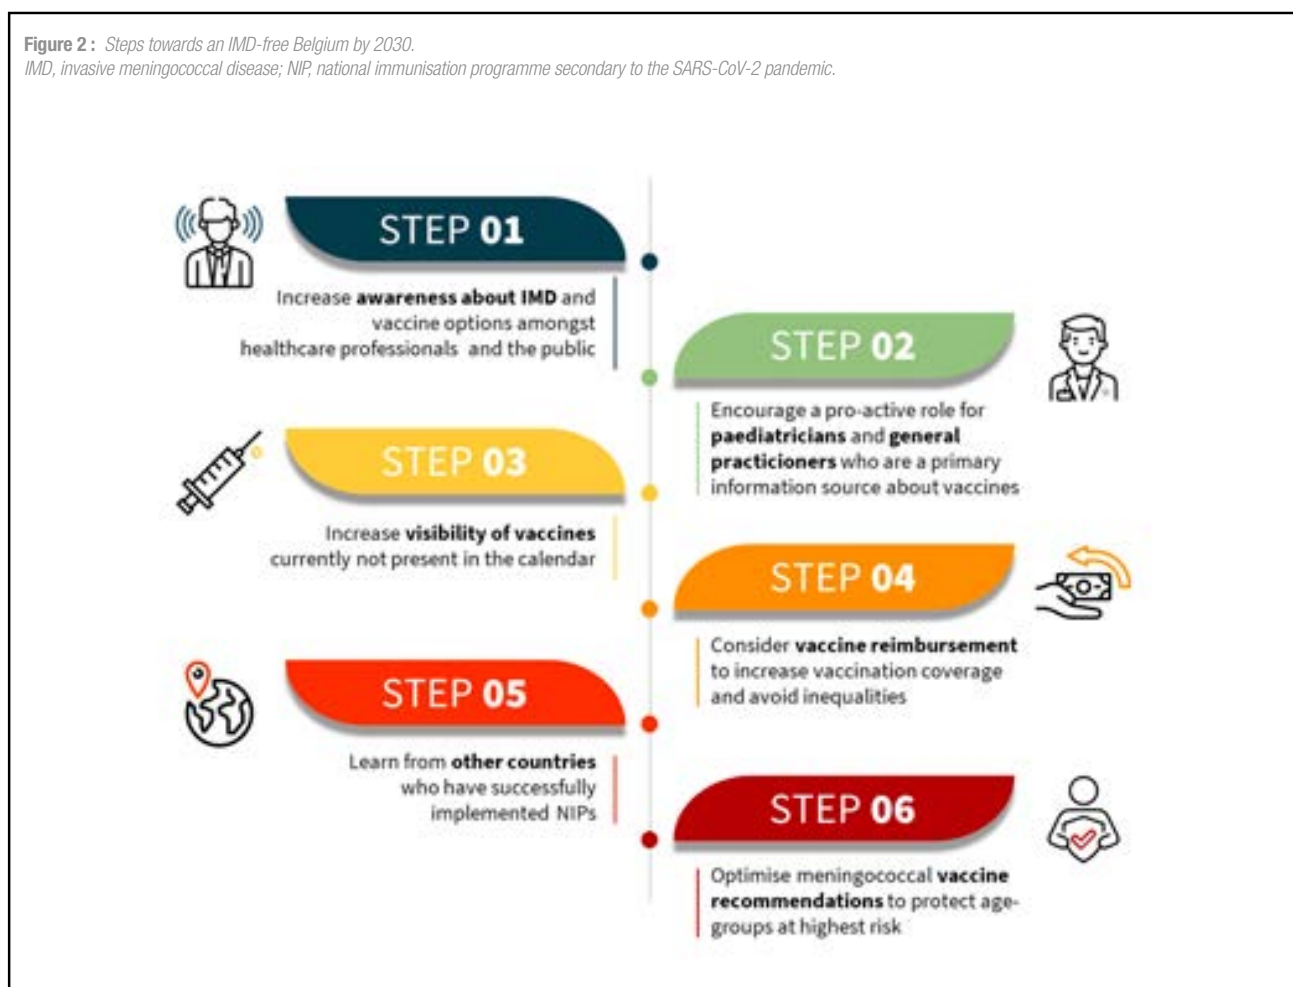 Figure 2 : Steps towards an IMD-free Belgium by 2030.
IMD, invasive meningococcal disease; NIP, national immunisation programme secondary to the SARS-CoV-2 pandemic.
STEP 01
Increase awareness about IMD and
vaccine options amongst
healthcare professionals and the public
STEP 02
Encourage a pro-active role for
paediatricians and general
practicioners who are a primary
information source about vaccines
STEP 03
Increase visibility of vaccines
currently not present in the calendar
STEP 04
Consider vaccine reimbursement
to increase vaccination coverage
and avoid inequalities
STEP 05
Learn from other countries
who have successfully
implemented NIPs
STEP 06
Optimise meningococcal vaccine
recommendations to protect age-
groups at highest risk